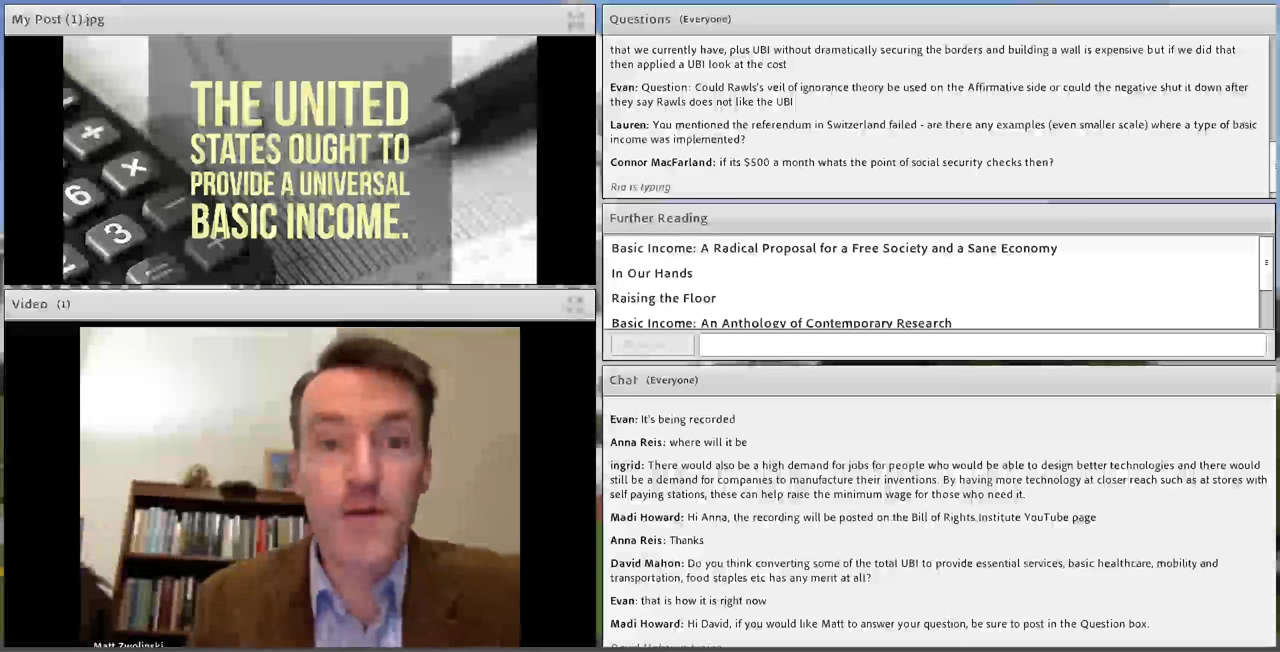 My Post (1).jpg
THE UNITED
STATES OUGHT TO
PROVIDE A UNIVERSAL
BASIC INCOME.
Video (1)
Matt Zwolinski
Questions (Everyone)
that we currently have, plus UBI without dramatically securing the borders and building a wall is expensive but if we did that
then applied a UBI look at the cost
Evan: Question: Could Rawls's veil of ignorance theory be used on the Affirmative side or could the negative shut it down after
they say Rawls does not like the UBI
Lauren: You mentioned the referendum in Switzerland failed - are there any examples (even smaller scale) where a type of basic
income was implemented?
Connor MacFarland: if its $500 a month whats the point of social security checks then?
Ria is typing
Further Reading
Basic Income: A Radical Proposal for a Free Society and a Sane Economy
In Our Hands
Raising the Floor
Basic Income: An Anthology of Contemporary Research
Chat (Everyone)
Evan: It's being recorded
Anna Reis: where will it be
ingrid: There would also be a high demand for jobs for people who would be able to design better technologies and there would
still be a demand for companies to manufacture their inventions. By having more technology at closer reach such as at stores with
self paying stations, these can help raise the minimum wage for those who need it.
Madi Howard: Hi Anna, the recording will be posted on the Bill of Rights Institute YouTube page
Anna Reis: Thanks
David Mahon: Do you think converting some of the total UBI to provide essential services, basic healthcare, mobility and
transportation, food staples etc has any merit at all?
Evan: that is how it is right now
Madi Howard: Hi David, if you would like Matt to answer your question, be sure to post in the Question box.